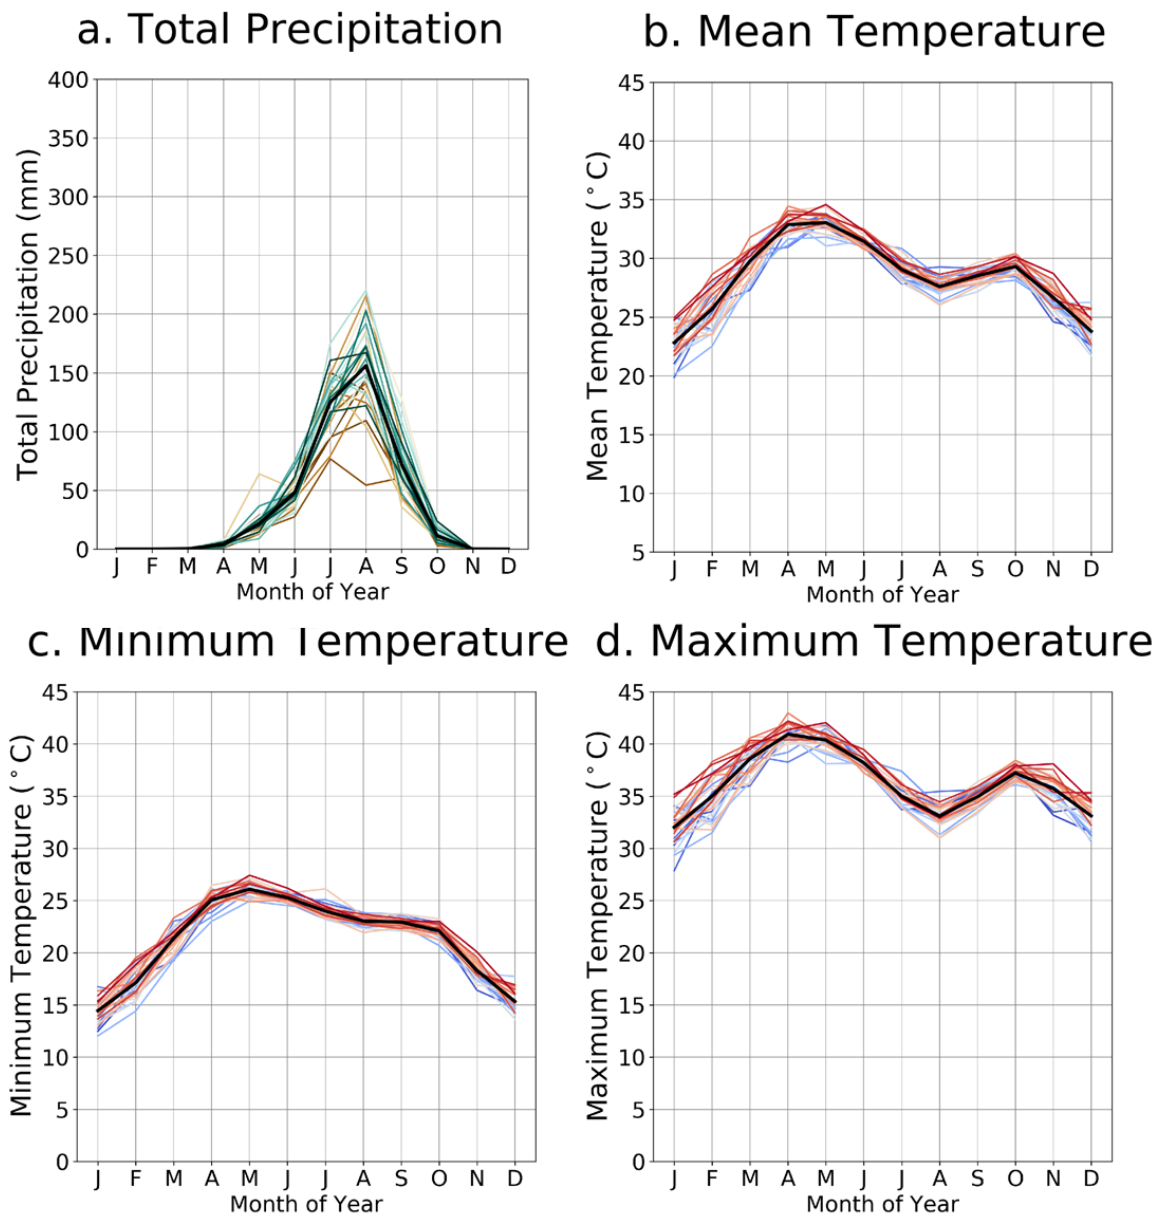 a. Total Precipitation
400
350
300
250
200
150
100
50
0
Total Precipitation (mm)
J F M A M J J A S O N D
Month of Year
b. Mean Temperature
45
40
35
30
25
20
15
10
5
Mean Temperature (°C)
J F M A M J J A S O N D
Month of Year
c. Minimum Temperature
45
40
35
30
25
20
15
10
5
0
Minimum Temperature (°C)
J F M A M J J A S O N D
Month of Year
d. Maximum Temperature
45
40
35
30
25
20
15
10
5
0
Maximum Temperature (°C)
J F M A M J J A S O N D
Month of Year